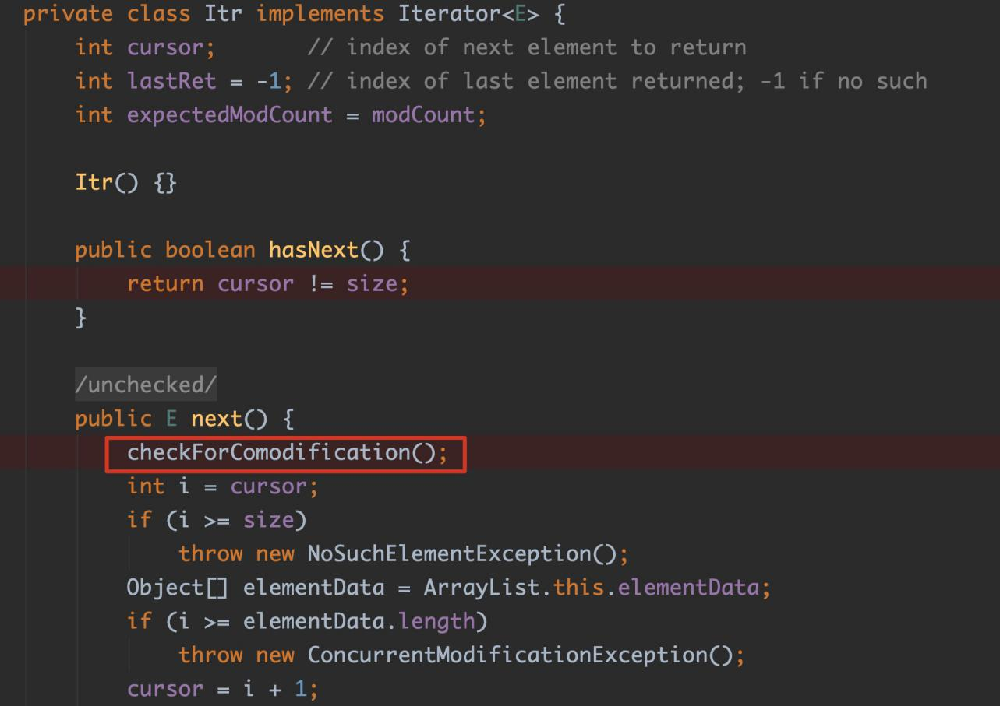 private class Itr implements Iterator<E> {
int cursor;       // index of next element to return
int lastRet = -1; // index of last element returned; -1 if no such
int expectedModCount = modCount;
Itr() {}
public boolean hasNext() {
return cursor != size;
}
/unchecked/
public E next() {
checkForComodification();
int i = cursor;
if (i >= size)
throw new NoSuchElementException();
Object[] elementData = ArrayList.this.elementData;
if (i >= elementData.length)
throw new ConcurrentModificationException();
cursor = i + 1;